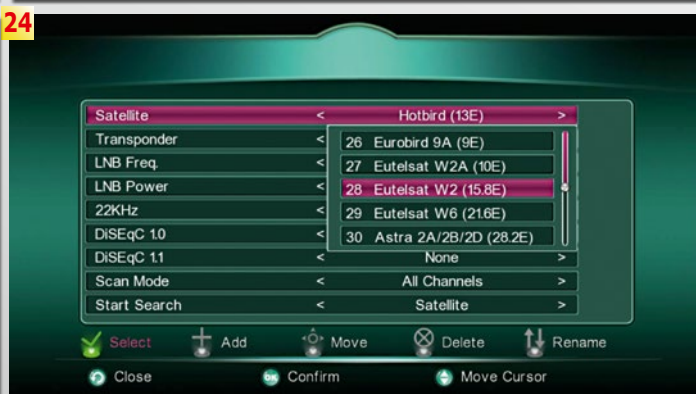 24
Satellite < Hotbird (13E) >
Transponder <
26 Eurobird 9A (9E)
LNB Freq. <
27 Eutelsat W2A (10E)
LNB Power <
28 Eutelsat W2 (15.8E)
22KHz <
29 Eutelsat W6 (21.6E)
DiSEqC 1.0 <
30 Astra 2A/2B/2D (28.2E)
DiSEqC 1.1 < None >
Scan Mode < All Channels >
Start Search < Satellite >
Select Add Move Delete Rename
Close OK Confirm Move Cursor